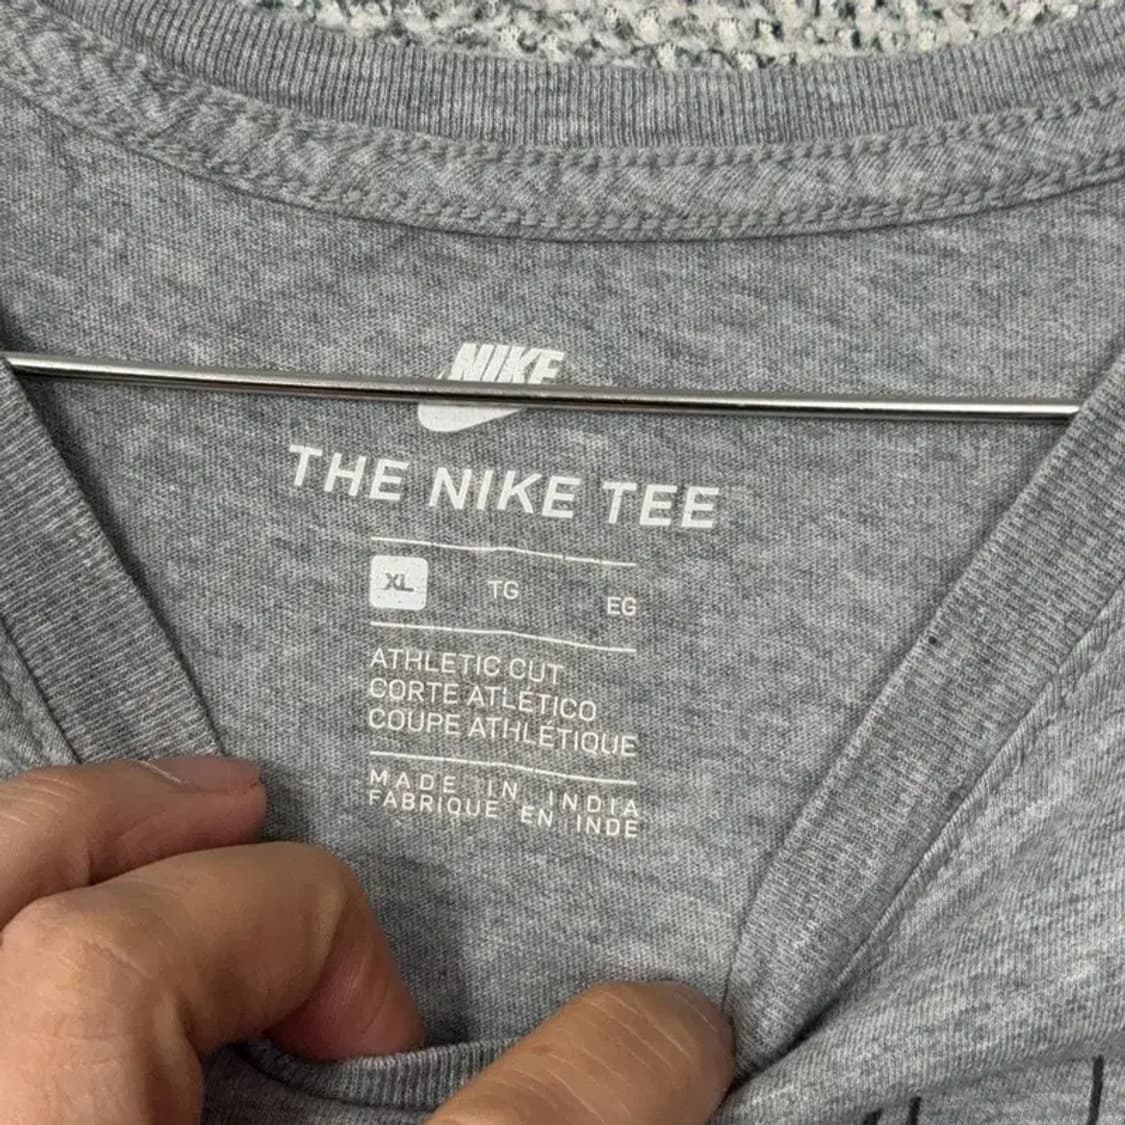 NIKE
THE NIKE TEE
XL TG EG
ATHLETIC CUT
CORTE ATLÉTICO
COUPE ATHLÉTIQUE
MADE IN INDIA
FABRIQUE EN INDE